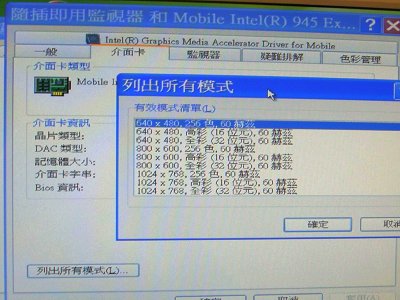 隨插即用監視器 和 Mobile Intel(R) 945 Ex...
Intel(R) Graphics Media Accelerator Driver for Mobile
一般 介面卡 監視器 疑難排解 色彩管理
介面卡類型
Mobile In
列出所有模式
有效模式清單(L)
640 x 480, 256 色, 60 赫茲
640 x 480, 高彩 (16 位元), 60 赫茲
640 x 480, 全彩 (32 位元), 60 赫茲
800 x 600, 256 色, 60 赫茲
800 x 600, 高彩 (16 位元), 60 赫茲
800 x 600, 全彩 (32 位元), 60 赫茲
1024 x 768, 256 色, 60 赫茲
1024 x 768, 高彩 (16 位元), 60 赫茲
1024 x 768, 全彩 (32 位元), 60 赫茲
介面卡資訊
晶片類型:
DAC 類型:
記憶體大小:
介面卡字串:
Bios 資訊:
確定 取消
列出所有模式(L)...
確定 取消